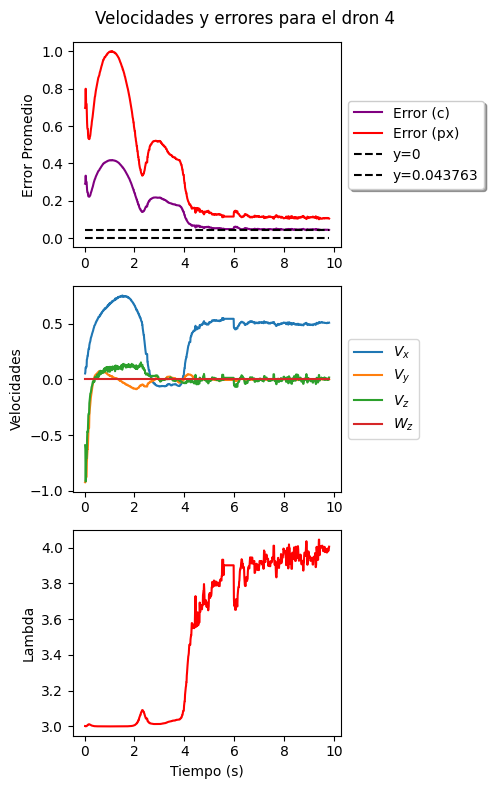 Velocidades y errores para el dron 4
Error Promedio
1.0
0.8
0.6
0.4
0.2
0.0
0 2 4 6 8 10
Error (c)
Error (px)
y=0
y=0.043763
Velocidades
0.5
0.0
−0.5
−1.0
0 2 4 6 8 10
Vx
Vy
Vz
Wz
Lambda
4.0
3.8
3.6
3.4
3.2
3.0
0 2 4 6 8 10
Tiempo (s)